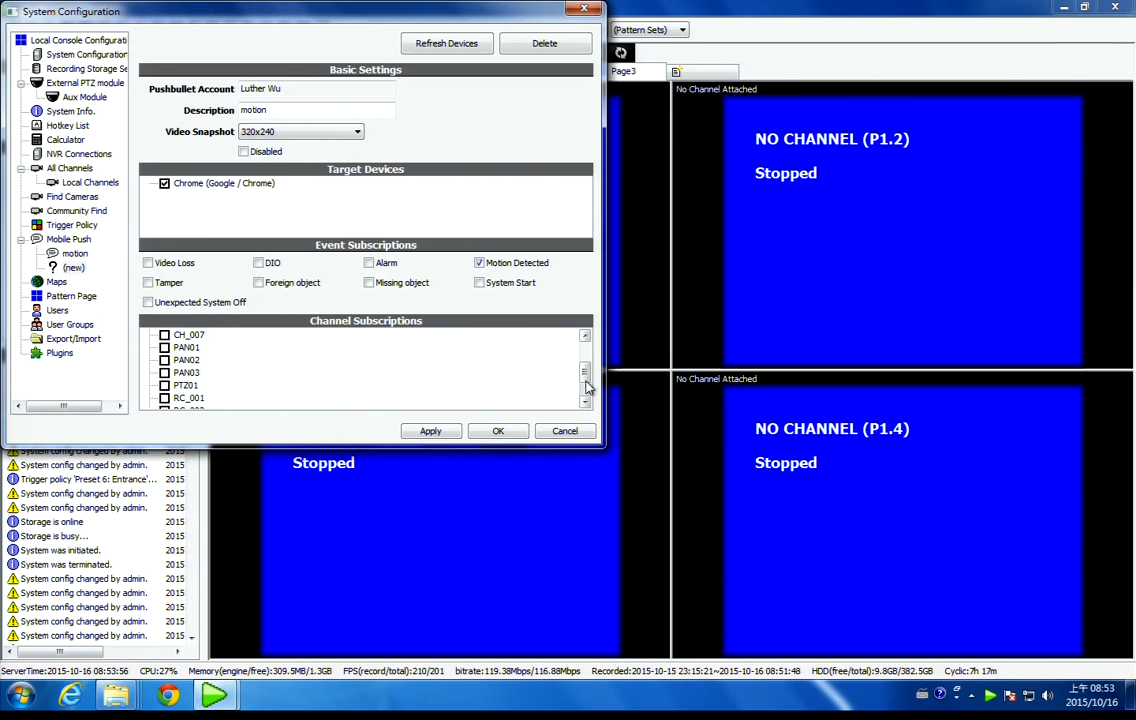 System Configuration
Local Console Configurati
System Configuration
Recording Storage Se
External PTZ module
Aux Module
System Info.
Hotkey List
Calculator
NVR Connections
All Channels
Local Channels
Find Cameras
Community Find
Trigger Policy
Mobile Push
motion
(new)
Maps
Pattern Page
Users
User Groups
Export/Import
Plugins
Refresh Devices
Delete
Basic Settings
Pushbullet Account Luther Wu
Description motion
Video Snapshot 320x240
Disabled
Target Devices
Chrome (Google / Chrome)
Event Subscriptions
Video Loss DIO Alarm Motion Detected
Tamper Foreign object Missing object System Start
Unexpected System Off
Channel Subscriptions
CH_007
PAN01
PAN02
PAN03
PTZ01
RC_001
Apply OK Cancel
(Pattern Sets)
Page3
No Channel Attached
NO CHANNEL (P1.2)
Stopped
No Channel Attached
NO CHANNEL (P1.4)
Stopped
Stopped
System config changed by admin.
System config changed by admin. 2015
Trigger policy 'Preset 6: Entrance'... 2015
System config changed by admin. 2015
System config changed by admin. 2015
Storage is online 2015
Storage is busy... 2015
System was initiated. 2015
System was terminated. 2015
System config changed by admin. 2015
System config changed by admin. 2015
System config changed by admin. 2015
System config changed by admin. 2015
System config changed by admin. 2015
ServerTime:2015-10-16 08:53:56 CPU:27% Memory(engine/free):309.5MB/1.3GB FPS(record/total):210/201 bitrate:119.38Mbps/116.88Mbps Recorded:2015-10-15 23:15:21~2015-10-16 08:51:48 HDD(free/total):9.8GB/382.5GB Cyclic:7h 17m
上午 08:53
2015/10/16